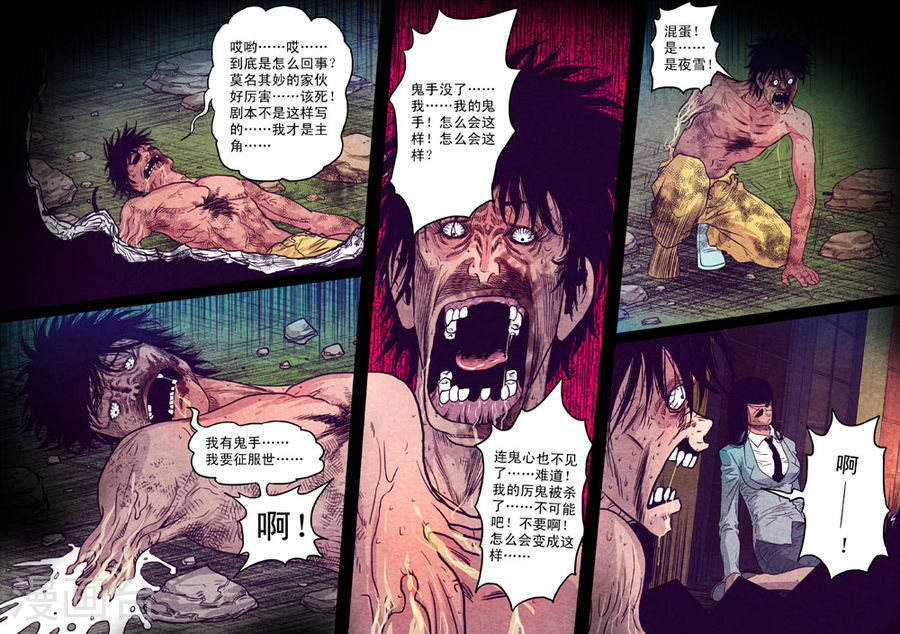 哎哟……哎……
到底是怎么回事？
莫名其妙的家伙
好厉害……该死！
剧本不是这样写
的……我才是主
角……
我有鬼手……
我要征服世……
啊！
鬼手没了……
我……我的鬼
手！怎么会这
样！怎么会这
样？
连鬼心也不见
了……难道！
我的厉鬼被杀
了……不可能
吧！不要啊！
怎么会变成这
样……
混蛋！
是……
是夜雪！
啊
——
！
漫画台